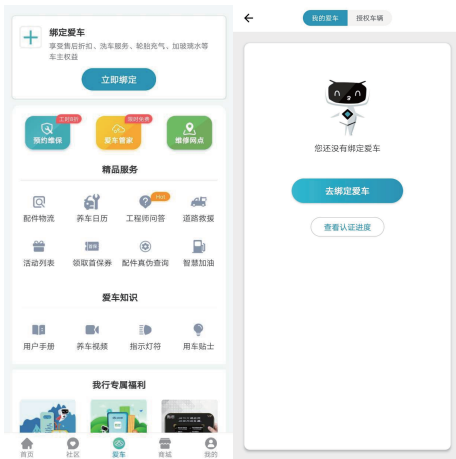 绑定爱车
享受售后折扣、洗车服务、轮胎充气、加玻璃水等
车主权益
立即绑定
工时8折
限时免费
预约维保
爱车管家
维修网点
精品服务
Hot
配件物流
养车日历
工程师问答
道路救援
活动列表
领取首保券
配件真伪查询
智慧加油
爱车知识
用户手册
养车视频
指示灯符
用车贴士
我行专属福利
首页
社区
爱车
商城
我的
我的爱车
授权车辆
您还没有绑定爱车
去绑定爱车
查看认证进度